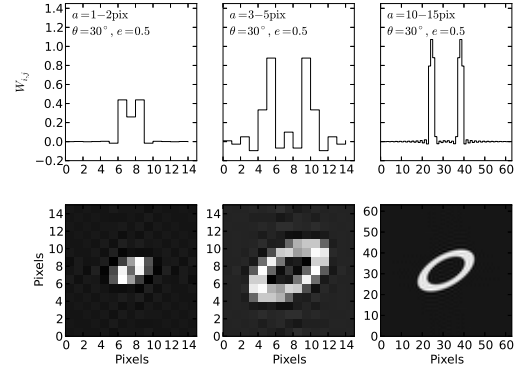 a=1−2pix
θ=30°, e=0.5
a=3−5pix
θ=30°, e=0.5
a=10−15pix
θ=30°, e=0.5
W_{i,j}
1.4
1.2
1.0
0.8
0.6
0.4
0.2
0.0
−0.2
0 2 4 6 8 10 12 14
0 2 4 6 8 10 12 14
0 10 20 30 40 50 60
Pixels
14
12
10
8
6
4
2
0
14
12
10
8
6
4
2
0
60
50
40
30
20
10
0
0 2 4 6 8 10 12 14
0 2 4 6 8 10 12 14
0 10 20 30 40 50 60
Pixels
Pixels
Pixels